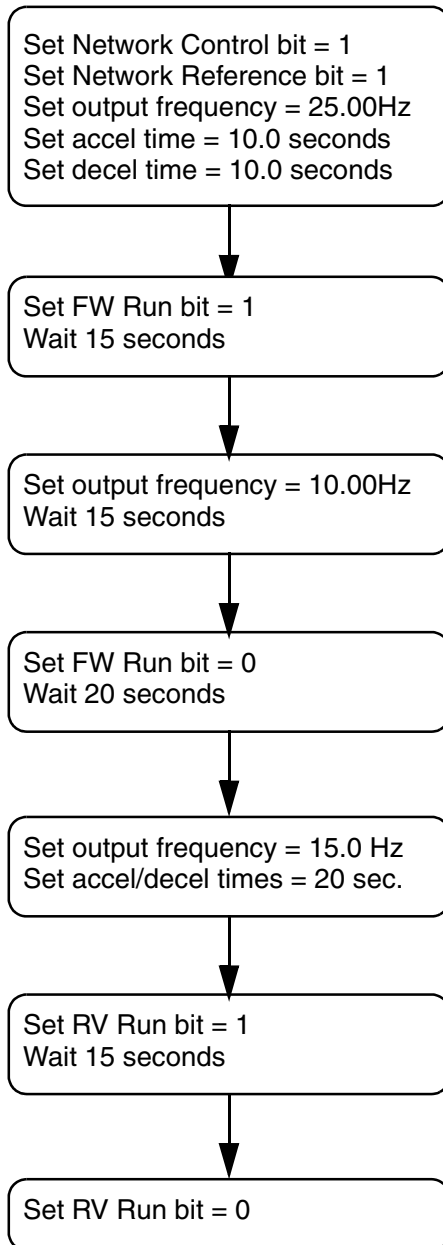 Set Network Control bit = 1
Set Network Reference bit = 1
Set output frequency = 25.00Hz
Set accel time = 10.0 seconds
Set decel time = 10.0 seconds
Set FW Run bit = 1
Wait 15 seconds
Set output frequency = 10.00Hz
Wait 15 seconds
Set FW Run bit = 0
Wait 20 seconds
Set output frequency = 15.0 Hz
Set accel/decel times = 20 sec.
Set RV Run bit = 1
Wait 15 seconds
Set RV Run bit = 0